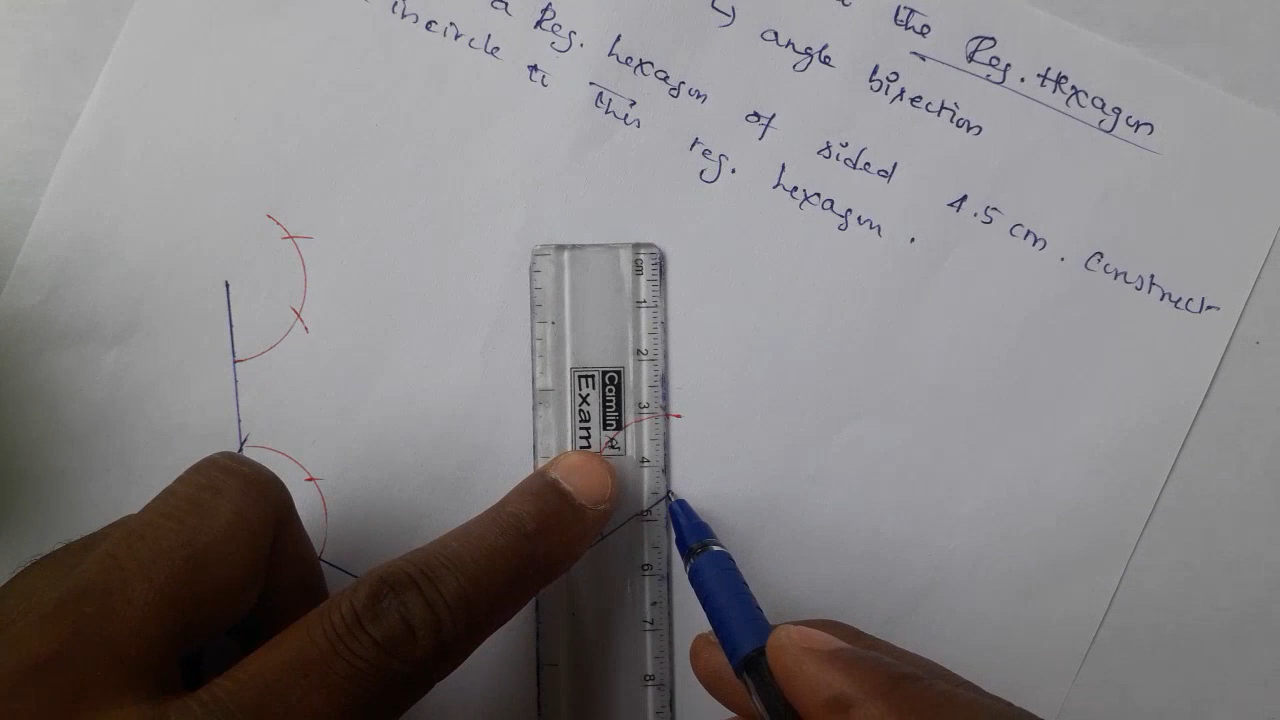 the Reg. Hexagon
↳ angle bisection
a Reg. hexagon of sided 4.5 cm. Construct
incircle to this reg. hexagon.
cm 1 2 3 4 5 6 7 8
Camlin
Exam